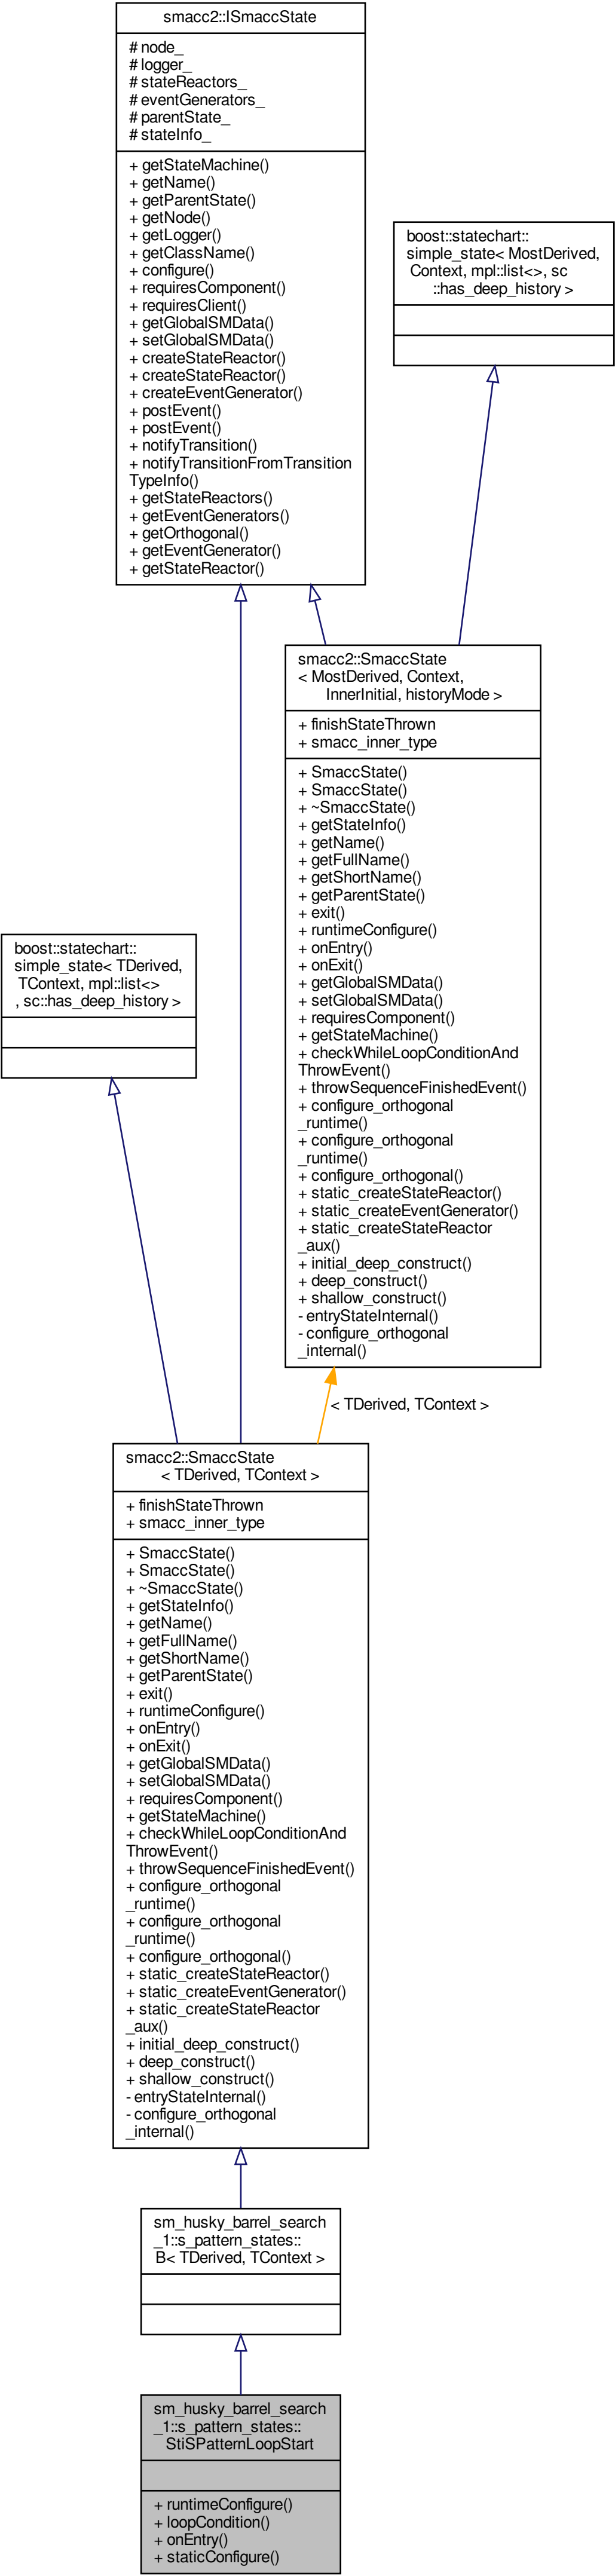 smacc2::ISmaccState
# node_
# logger_
# stateReactors_
# eventGenerators_
# parentState_
# stateInfo_
+ getStateMachine()
+ getName()
+ getParentState()
+ getNode()
+ getLogger()
+ getClassName()
+ configure()
+ requiresComponent()
+ requiresClient()
+ getGlobalSMData()
+ setGlobalSMData()
+ createStateReactor()
+ createStateReactor()
+ createEventGenerator()
+ postEvent()
+ postEvent()
+ notifyTransition()
+ notifyTransitionFromTransition
TypeInfo()
+ getStateReactors()
+ getEventGenerators()
+ getOrthogonal()
+ getEventGenerator()
+ getStateReactor()
boost::statechart::
simple_state< MostDerived,
Context, mpl::list<>, sc
::has_deep_history >
smacc2::SmaccState
< MostDerived, Context,
InnerInitial, historyMode >
+ finishStateThrown
+ smacc_inner_type
+ SmaccState()
+ SmaccState()
+ ~SmaccState()
+ getStateInfo()
+ getName()
+ getFullName()
+ getShortName()
+ getParentState()
+ exit()
+ runtimeConfigure()
+ onEntry()
+ onExit()
+ getGlobalSMData()
+ setGlobalSMData()
+ requiresComponent()
+ getStateMachine()
+ checkWhileLoopConditionAnd
ThrowEvent()
+ throwSequenceFinishedEvent()
+ configure_orthogonal
_runtime()
+ configure_orthogonal
_runtime()
+ configure_orthogonal()
+ static_createStateReactor()
+ static_createEventGenerator()
+ static_createStateReactor
_aux()
+ initial_deep_construct()
+ deep_construct()
+ shallow_construct()
- entryStateInternal()
- configure_orthogonal
_internal()
boost::statechart::
simple_state< TDerived,
TContext, mpl::list<>
, sc::has_deep_history >
< TDerived, TContext >
smacc2::SmaccState
< TDerived, TContext >
+ finishStateThrown
+ smacc_inner_type
+ SmaccState()
+ SmaccState()
+ ~SmaccState()
+ getStateInfo()
+ getName()
+ getFullName()
+ getShortName()
+ getParentState()
+ exit()
+ runtimeConfigure()
+ onEntry()
+ onExit()
+ getGlobalSMData()
+ setGlobalSMData()
+ requiresComponent()
+ getStateMachine()
+ checkWhileLoopConditionAnd
ThrowEvent()
+ throwSequenceFinishedEvent()
+ configure_orthogonal
_runtime()
+ configure_orthogonal
_runtime()
+ configure_orthogonal()
+ static_createStateReactor()
+ static_createEventGenerator()
+ static_createStateReactor
_aux()
+ initial_deep_construct()
+ deep_construct()
+ shallow_construct()
- entryStateInternal()
- configure_orthogonal
_internal()
sm_husky_barrel_search
_1::s_pattern_states::
B< TDerived, TContext >
sm_husky_barrel_search
_1::s_pattern_states::
StiSPatternLoopStart
+ runtimeConfigure()
+ loopCondition()
+ onEntry()
+ staticConfigure()